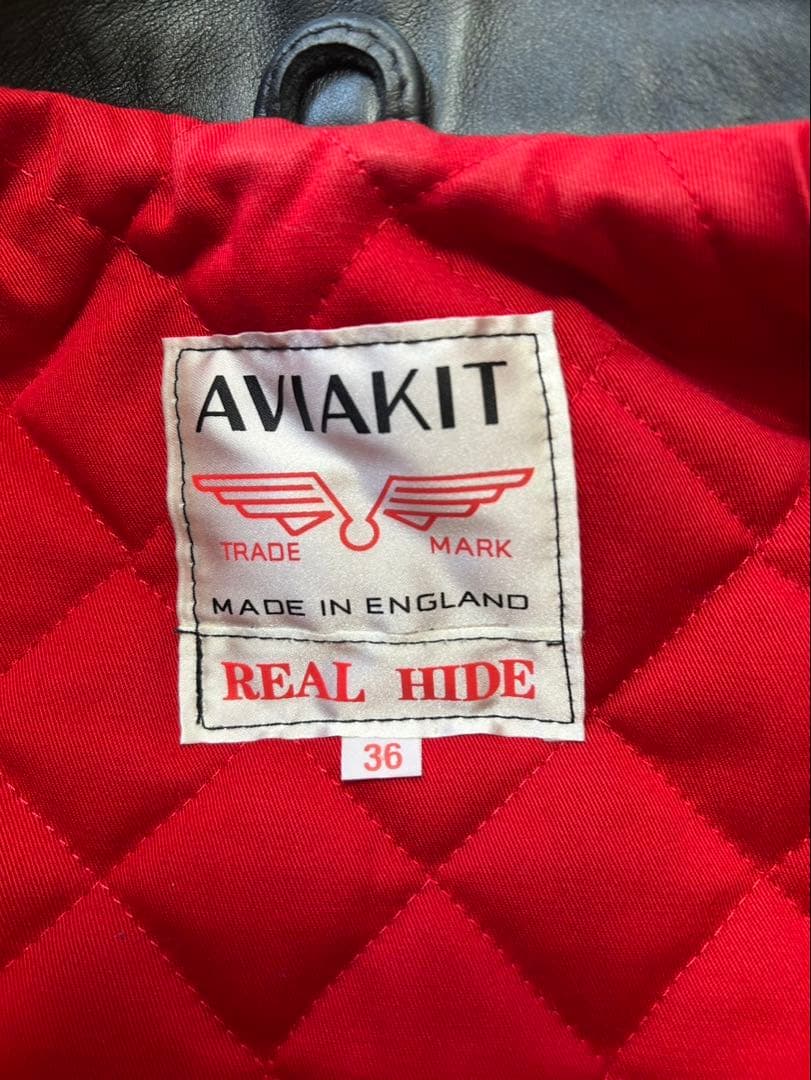 AVIAKIT
TRADE MARK
MADE IN ENGLAND
REAL HIDE
36